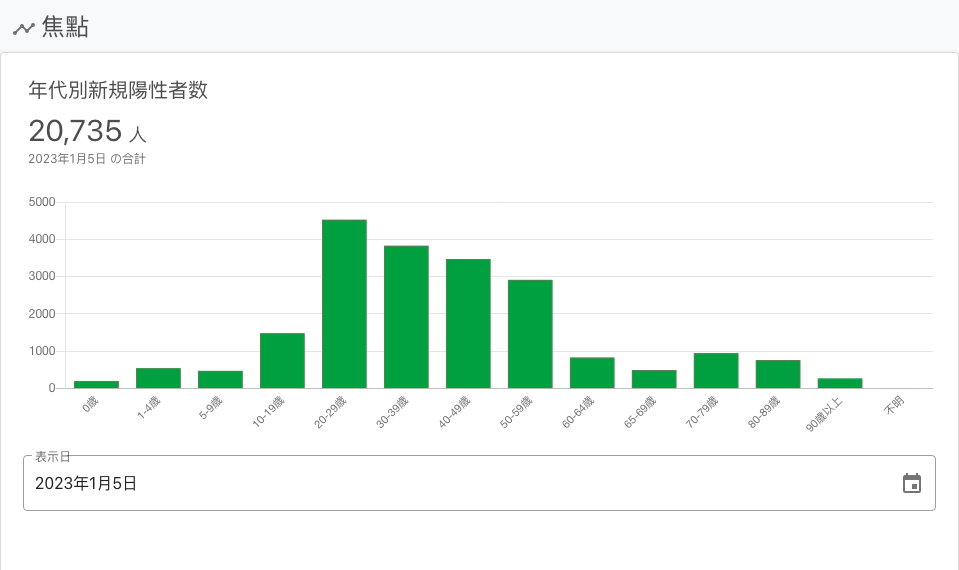 焦點
年代別新規陽性者数
20,735 人
2023年1月5日 の合計
5000
4000
3000
2000
1000
0
0歳 1-4歳 5-9歳 10-19歳 20-29歳 30-39歳 40-49歳 50-59歳 60-64歳 65-69歳 70-79歳 80-89歳 90歳以上 不明
表示日
2023年1月5日